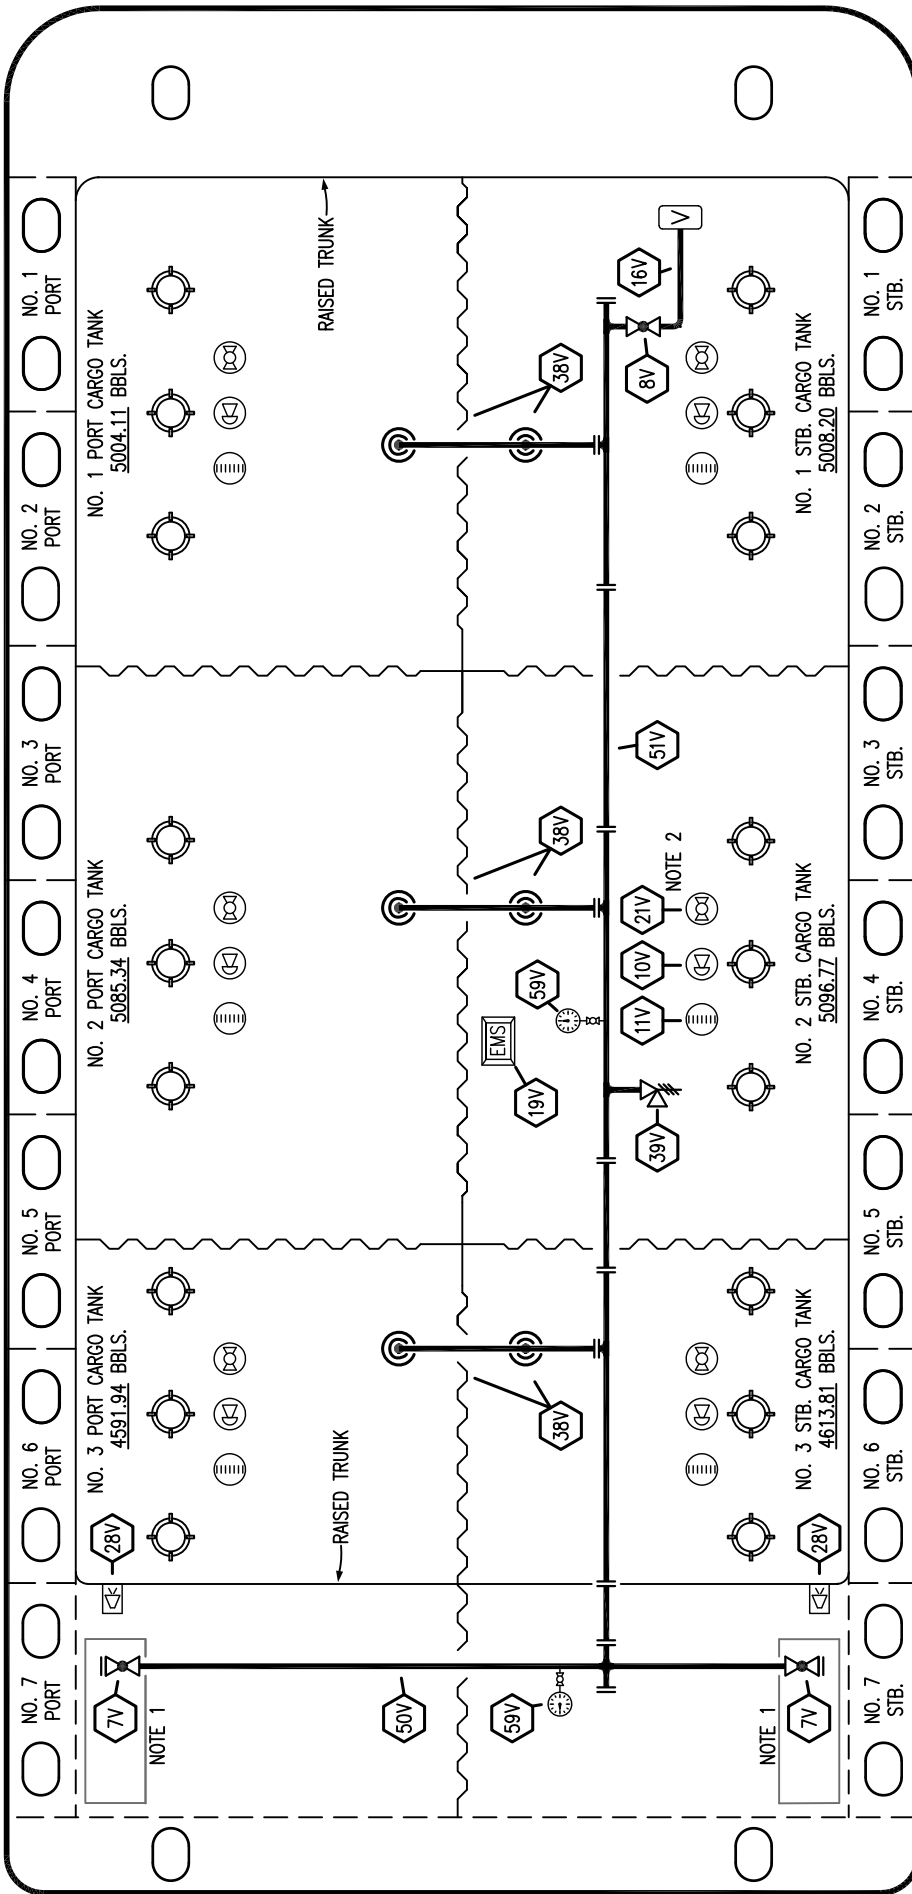 NO. 1
PORT
NO. 2
PORT
NO. 3
PORT
NO. 4
PORT
NO. 5
PORT
NO. 6
PORT
NO. 7
PORT
NO. 1 PORT CARGO TANK
5004.11 BBLS.
NO. 2 PORT CARGO TANK
5085.34 BBLS.
NO. 3 PORT CARGO TANK
4591.94 BBLS.
28V
7V
NOTE 1
RAISED TRUNK
RAISED TRUNK
50V
38V
38V
38V
59V
EMS
19V
59V
16V
V
8V
51V
21V
NOTE 2
10V
11V
39V
NO. 1 STB. CARGO TANK
5008.20 BBLS.
NO. 2 STB. CARGO TANK
5096.77 BBLS.
NO. 3 STB. CARGO TANK
4613.81 BBLS.
28V
NOTE 1
7V
NO. 1
STB.
NO. 2
STB.
NO. 3
STB.
NO. 4
STB.
NO. 5
STB.
NO. 6
STB.
NO. 7
STB.